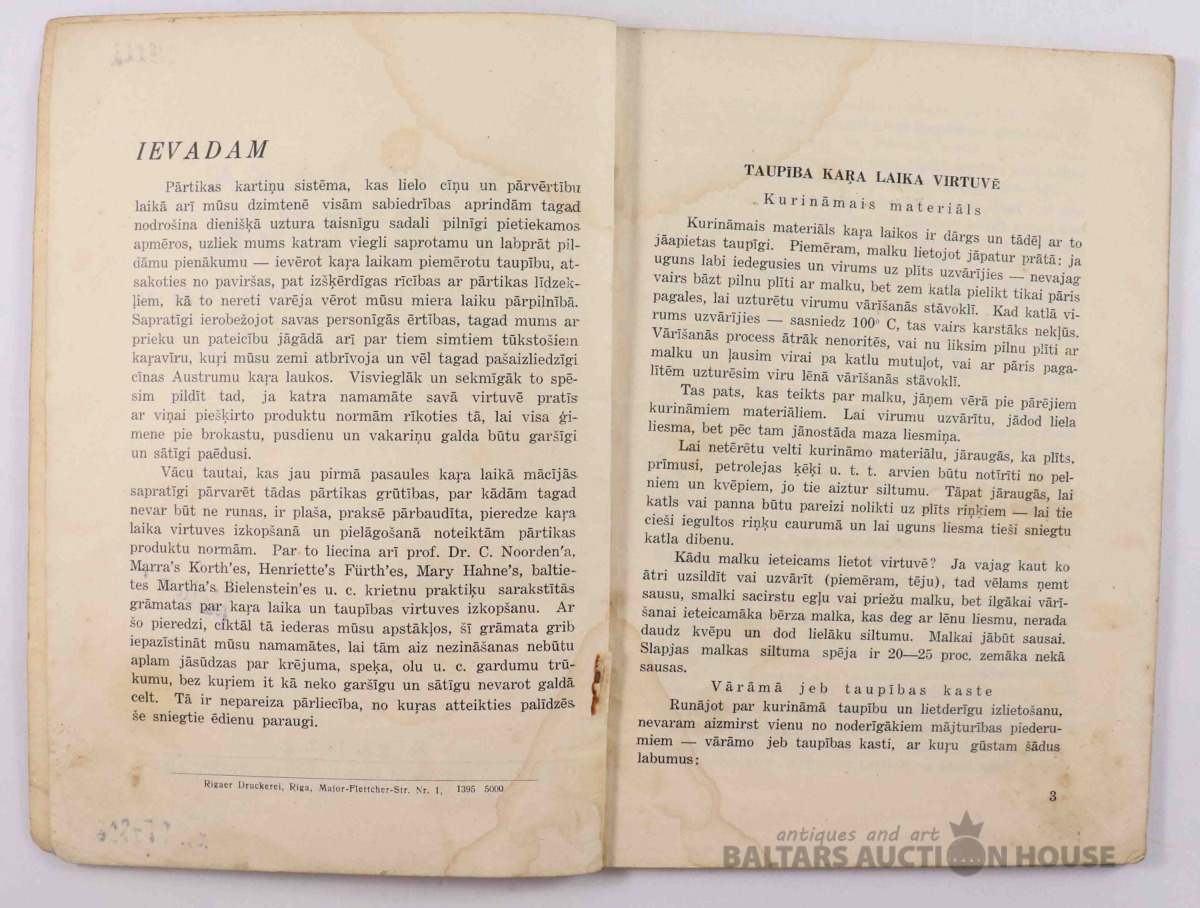 IEVADAM
Pārtikas kartiņu sistēma, kas lielo cīņu un pārvērtību
laikā arī mūsu dzimtenē visām sabiedrības aprindām tagad
nodrošina dienišķā uztura taisnīgu sadali pilnīgi pietiekamos
apmēros, uzliek mums katram viegli saprotamu un labprāt pil-
dāmu pienākumu — ievērot kaŗa laikam piemērotu taupību, at-
sakoties no paviršas, pat izšķērdīgas rīcības ar pārtikas līdzek-
ļiem, kā to nereti varēja vērot mūsu miera laiku pārpilnībā.
Sapratīgi ierobežojot savas personīgās ērtības, tagad mums ar
prieku un pateicību jāgādā arī par tiem simtiem tūkstošiem
kaŗavīru, kuŗi mūsu zemi atbrīvoja un vēl tagad pašaizliedzīgi
cīnas Austrumu kaŗa laukos. Visvieglāk un sekmīgāk to spē-
sim pildīt tad, ja katra namamāte savā virtuvē pratīs
ar viņai piešķirto produktu normām rīkoties tā, lai visa ģi-
mene pie brokastu, pusdienu un vakariņu galda būtu garšīgi
un sātīgi paēdusi.
Vācu tautai, kas jau pirmā pasaules kaŗa laikā mācījās
sapratīgi pārvarēt tādas pārtikas grūtības, par kādām tagad
nevar būt ne runas, ir plaša, praksē pārbaudīta, pieredze kaŗa
laika virtuves izkopšanā un pielāgošanā noteiktām pārtikas
produktu normām. Par to liecina arī prof. Dr. C. Noorden'a,
Marra's Korth'es, Henriette's Fürth'es, Mary Hahne's, baltie-
tes Martha's Bielenstein'es u. c. krietnu praktiķu sarakstītās
grāmatas par kaŗa laika un taupības virtuves izkopšanu. Ar
šo pieredzi, ciktāl tā iederas mūsu apstākļos, šī grāmata grib
iepazīstināt mūsu namamātes, lai tām aiz nezināšanas nebūtu
aplam jāsūdzas par krējuma, speķa, olu u. c. gardumu trū-
kumu, bez kuŗiem it kā neko garšīgu un sātīgu nevarot galdā
celt. Tā ir nepareiza pārliecība, no kuŗas atteikties palīdzēs
še sniegtie ēdienu paraugi.
Rigaer Druckerei, Riga, Major-Flettcher-Str. Nr. 1, 1395 5000
TAUPĪBA KAŖA LAIKA VIRTUVĒ
Kurināmais materiāls
Kurināmais materiāls kaŗa laikos ir dārgs un tādēļ ar to
jāapietas taupīgi. Piemēram, malku lietojot jāpatur prātā: ja
uguns labi iedegusies un virums uz plīts uzvārījies — nevajag
vairs bāzt pilnu plīti ar malku, bet zem katla pielikt tikai pāris
pagales, lai uzturētu virumu vārīšanās stāvoklī. Kad katlā vi-
rums uzvārījies — sasniedz 100° C, tas vairs karstāks nekļūs.
Vārīšanās process ātrāk nenoritēs, vai nu liksim pilnu plīti ar
malku un ļausim virai pa katlu mutuļot, vai ar pāris paga-
lītēm uzturēsim viru lēnā vārīšanās stāvoklī.
Tas pats, kas teikts par malku, jāņem vērā pie pārējiem
kurināmiem materiāliem. Lai virumu uzvārītu, jādod liela
liesma, bet pēc tam jānostāda maza liesmiņa.
Lai netērētu velti kurināmo materiālu, jāraugās, ka plīts,
prīmusi, petrolejas ķēķi u. t. t. arvien būtu notīrīti no pel-
niem un kvēpiem, jo tie aiztur siltumu. Tāpat jāraugās, lai
katls vai panna būtu pareizi nolikti uz plīts riņķiem — lai tie
cieši iegultos riņķu caurumā un lai uguns liesma tieši sniegtu
katla dibenu.
Kādu malku ieteicams lietot virtuvē? Ja vajag kaut ko
ātri uzsildīt vai uzvārīt (piemēram, tēju), tad vēlams ņemt
sausu, smalki sacirstu egļu vai priežu malku, bet ilgākai vārī-
šanai ieteicamāka bērza malka, kas deg ar lēnu liesmu, nerada
daudz kvēpu un dod lielāku siltumu. Malkai jābūt sausai.
Slapjas malkas siltuma spēja ir 20—25 proc. zemāka nekā
sausas.
Vārāmā jeb taupības kaste
Runājot par kurināmā taupību un lietderīgu izlietošanu,
nevaram aizmirst vienu no noderīgākiem mājturības piederu-
miem — vārāmo jeb taupības kasti, ar kuŗu gūstam šādus
labumus:
3
antiques and art
BALTARS AUCTION HOUSE